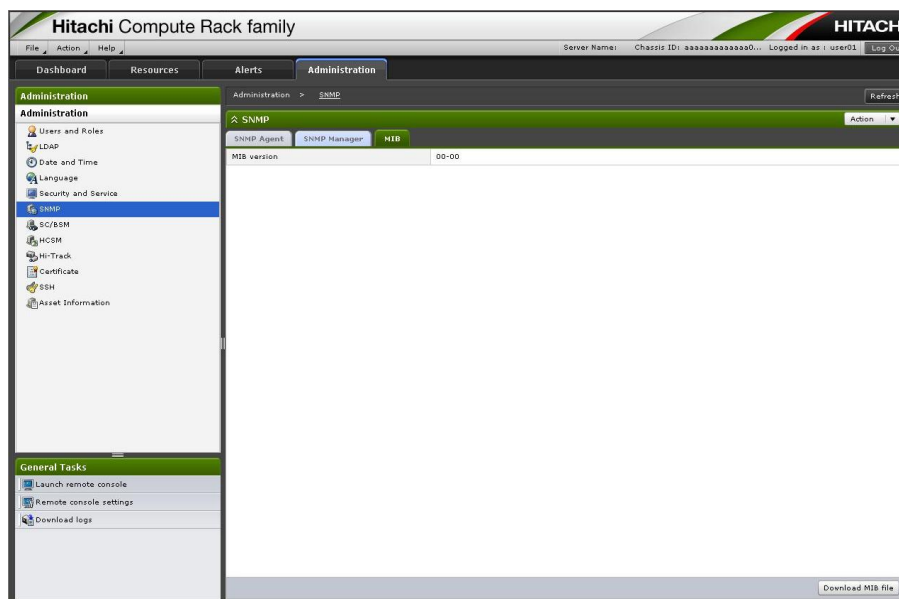 Hitachi Compute Rack family
HITACH
File Action Help
Server Name: Chassis ID: aaaaaaaaaaaaa0... Logged in as : user01 Log Ou
Dashboard Resources Alerts Administration
Administration
Administration
Users and Roles
LDAP
Date and Time
Language
Security and Service
SNMP
SC/BSM
HCSM
Hi-Track
Certificate
SSH
Asset Information
General Tasks
Launch remote console
Remote console settings
Download logs
Administration > SNMP
Refresh
SNMP
Action
SNMP Agent SNMP Manager MIB
MIB version 00-00
Download MIB file